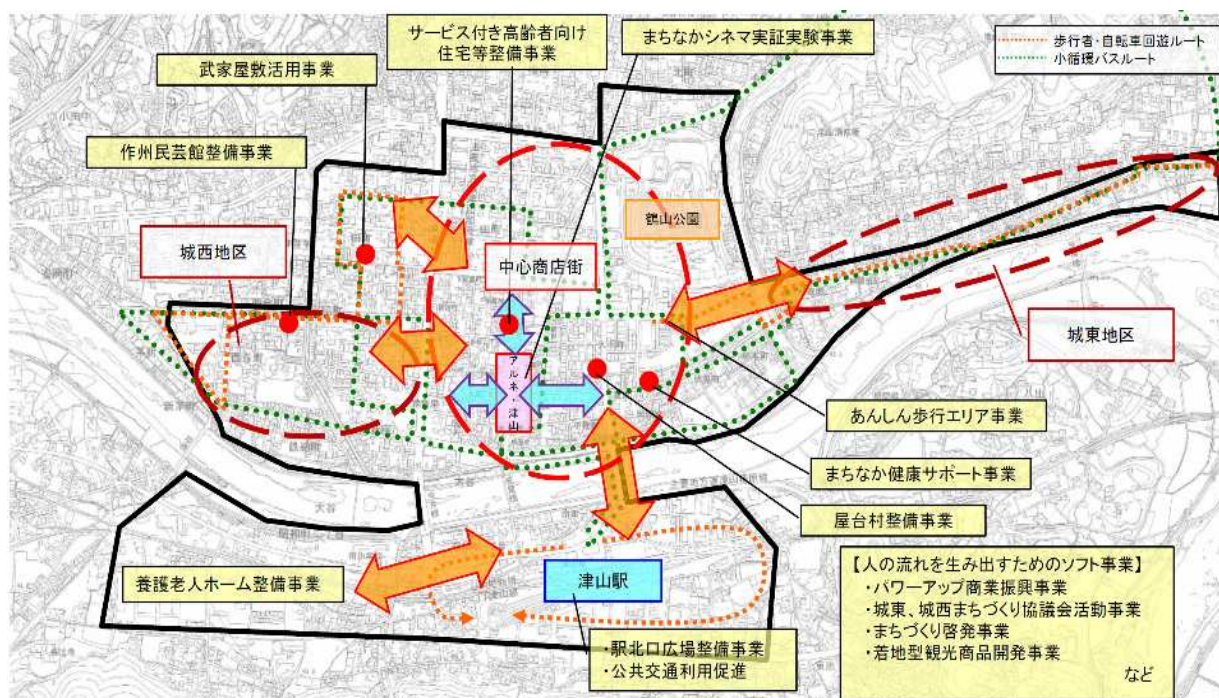 サービス付き高齢者向け
住宅等整備事業
まちなかシネマ実証実験事業
歩行者・自転車回遊ルート
小循環バスルート
武家屋敷活用事業
作州民芸館整備事業
鶴山公園
城西地区
中心商店街
城東地区
アルネ・津山
あんしん歩行エリア事業
まちなか健康サポート事業
屋台村整備事業
養護老人ホーム整備事業
津山駅
・駅北口広場整備事業
・公共交通利用促進
【人の流れを生み出すためのソフト事業】
・パワーアップ商業振興事業
・城東、城西まちづくり協議会活動事業
・まちづくり啓発事業
・着地型観光商品開発事業
など